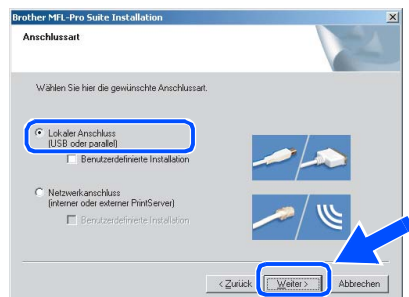 Brother MFL-Pro Suite Installation
Anschlussart
Wählen Sie hier die gewünschte Anschlussart.
Lokaler Anschluss
(USB oder parallel)
Benutzerdefinierte Installation
Netzwerkanschluss
(interner oder externer PrintServer)
Benutzerdefinierte Installation
< Zurück Weiter > Abbrechen